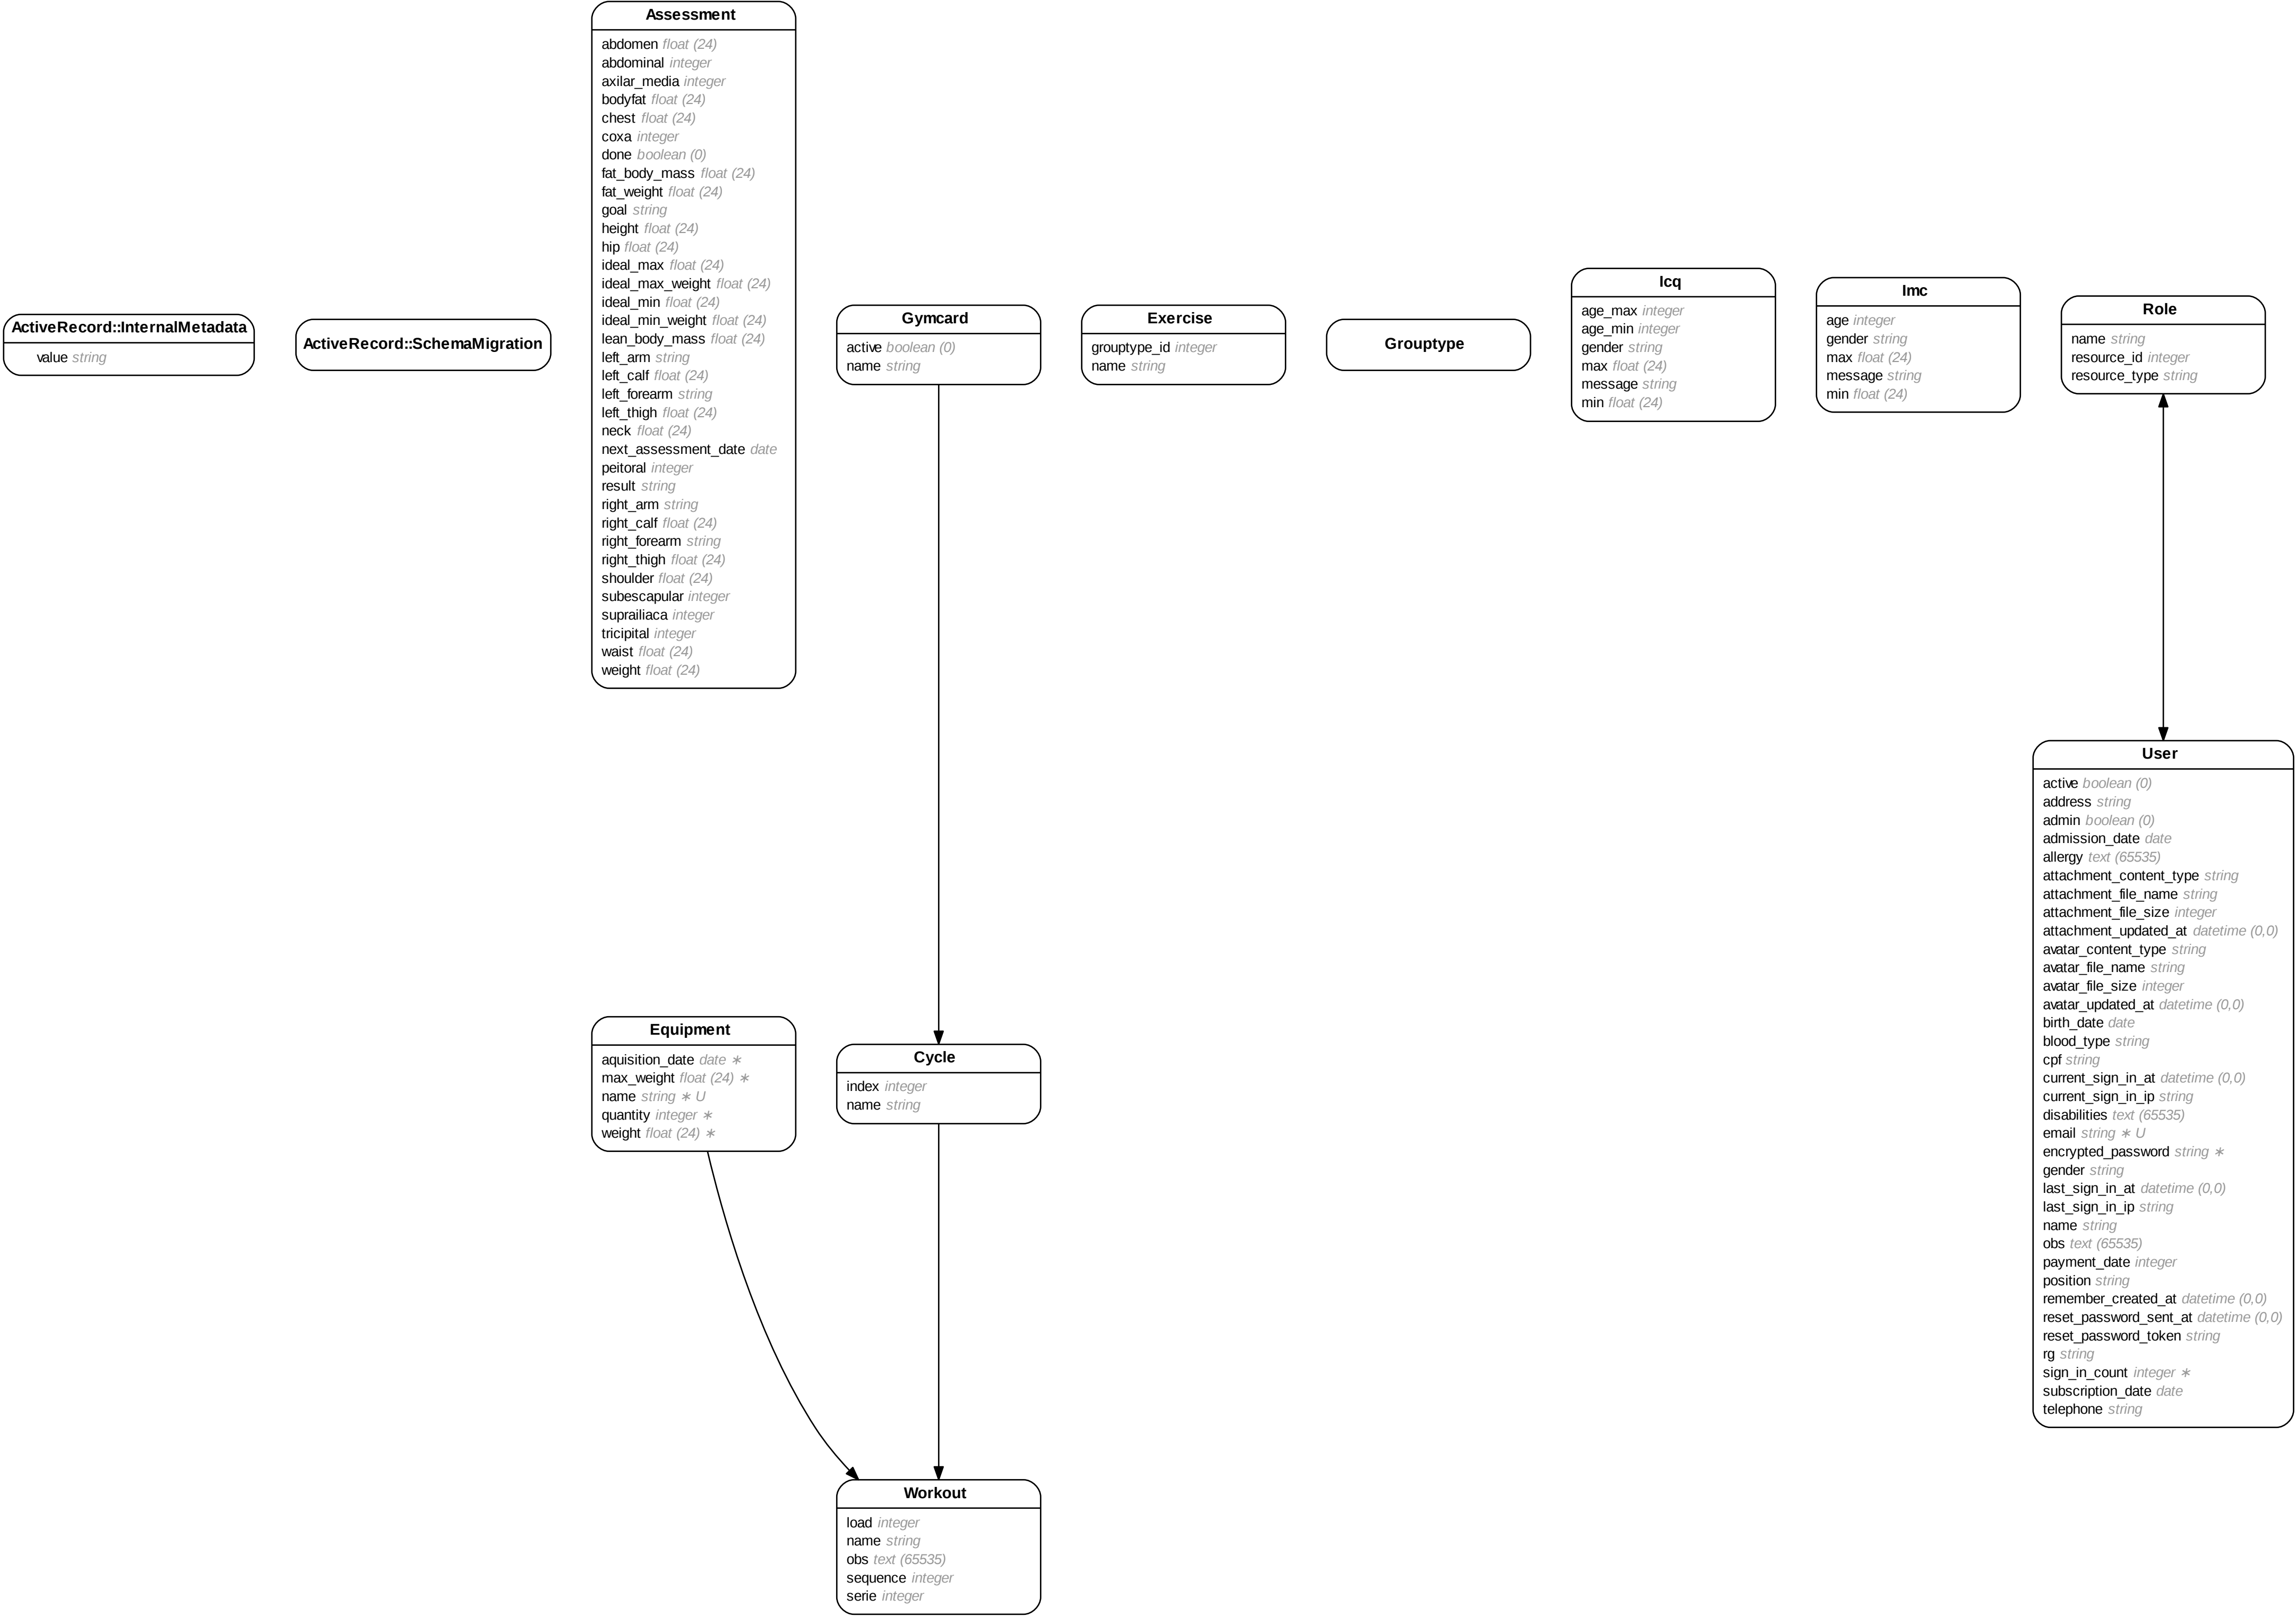 ActiveRecord::InternalMetadata
value string
ActiveRecord::SchemaMigration
Assessment
abdomen float (24)
abdominal integer
axilar_media integer
bodyfat float (24)
chest float (24)
coxa integer
done boolean (0)
fat_body_mass float (24)
fat_weight float (24)
goal string
height float (24)
hip float (24)
ideal_max float (24)
ideal_max_weight float (24)
ideal_min float (24)
ideal_min_weight float (24)
lean_body_mass float (24)
left_arm string
left_calf float (24)
left_forearm string
left_thigh float (24)
neck float (24)
next_assessment_date date
peitoral integer
result string
right_arm string
right_calf float (24)
right_forearm string
right_thigh float (24)
shoulder float (24)
subescapular integer
suprailiaca integer
tricipital integer
waist float (24)
weight float (24)
Gymcard
active boolean (0)
name string
Exercise
grouptype_id integer
name string
Grouptype
Icq
age_max integer
age_min integer
gender string
max float (24)
message string
min float (24)
Imc
age integer
gender string
max float (24)
message string
min float (24)
Role
name string
resource_id integer
resource_type string
User
active boolean (0)
address string
admin boolean (0)
admission_date date
allergy text (65535)
attachment_content_type string
attachment_file_name string
attachment_file_size integer
attachment_updated_at datetime (0,0)
avatar_content_type string
avatar_file_name string
avatar_file_size integer
avatar_updated_at datetime (0,0)
birth_date date
blood_type string
cpf string
current_sign_in_at datetime (0,0)
current_sign_in_ip string
disabilities text (65535)
email string ∗ U
encrypted_password string ∗
gender string
last_sign_in_at datetime (0,0)
last_sign_in_ip string
name string
obs text (65535)
payment_date integer
position string
remember_created_at datetime (0,0)
reset_password_sent_at datetime (0,0)
reset_password_token string
rg string
sign_in_count integer ∗
subscription_date date
telephone string
Equipment
aquisition_date date ∗
max_weight float (24) ∗
name string ∗ U
quantity integer ∗
weight float (24) ∗
Cycle
index integer
name string
Workout
load integer
name string
obs text (65535)
sequence integer
serie integer